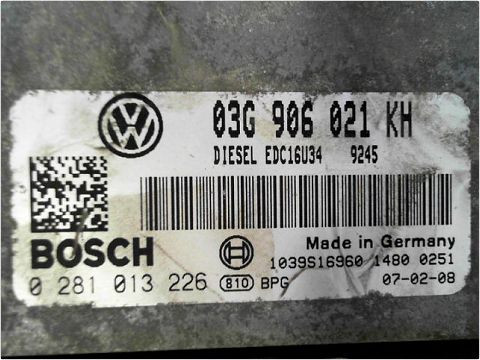 03G 906 021 KH
DIESEL EDC16U34 9245
BOSCH
Made in Germany
1039S16960 1480 0251
0 281 013 226 810 BPG 07-02-08